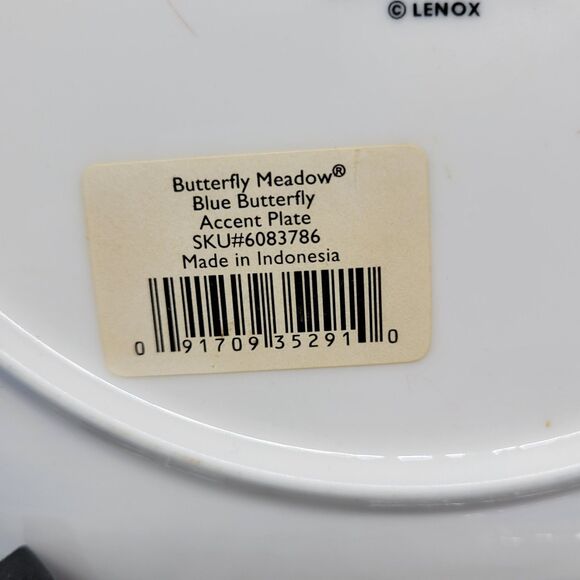 © LENOX
Butterfly Meadow®
Blue Butterfly
Accent Plate
SKU#6083786
Made in Indonesia
0 91709 35291 0